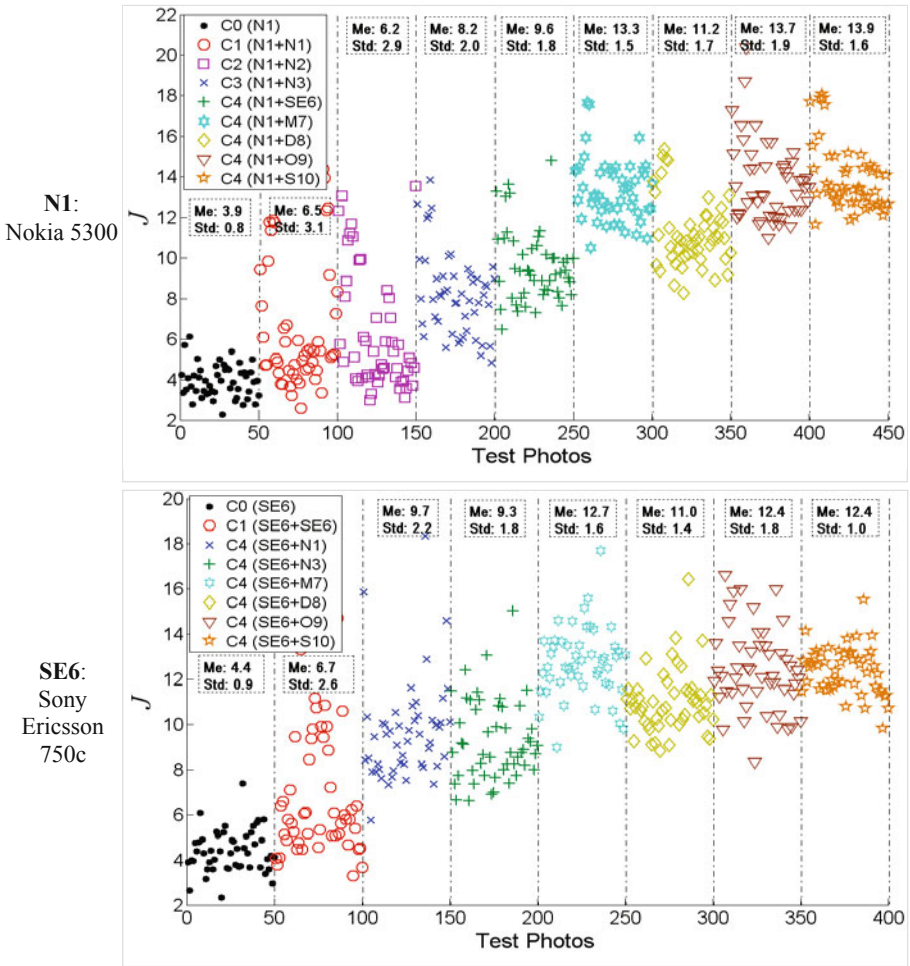 N1:
Nokia 5300
C0 (N1)
C1 (N1+N1)
C2 (N1+N2)
C3 (N1+N3)
C4 (N1+SE6)
C4 (N1+M7)
C4 (N1+D8)
C4 (N1+O9)
C4 (N1+S10)
Me: 3.9
Std: 0.8
Me: 6.5
Std: 3.1
Me: 6.2
Std: 2.9
Me: 8.2
Std: 2.0
Me: 9.6
Std: 1.8
Me: 13.3
Std: 1.5
Me: 11.2
Std: 1.7
Me: 13.7
Std: 1.9
Me: 13.9
Std: 1.6
22
20
18
16
14
12
10
8
6
4
2
J
0 50 100 150 200 250 300 350 400 450
Test Photos
SE6:
Sony
Ericsson
750c
C0 (SE6)
C1 (SE6+SE6)
C4 (SE6+N1)
C4 (SE6+N3)
C4 (SE6+M7)
C4 (SE6+D8)
C4 (SE6+O9)
C4 (SE6+S10)
Me: 4.4
Std: 0.9
Me: 6.7
Std: 2.6
Me: 9.7
Std: 2.2
Me: 9.3
Std: 1.8
Me: 12.7
Std: 1.6
Me: 11.0
Std: 1.4
Me: 12.4
Std: 1.8
Me: 12.4
Std: 1.0
20
18
16
14
12
10
8
6
4
2
J
0 50 100 150 200 250 300 350 400
Test Photos